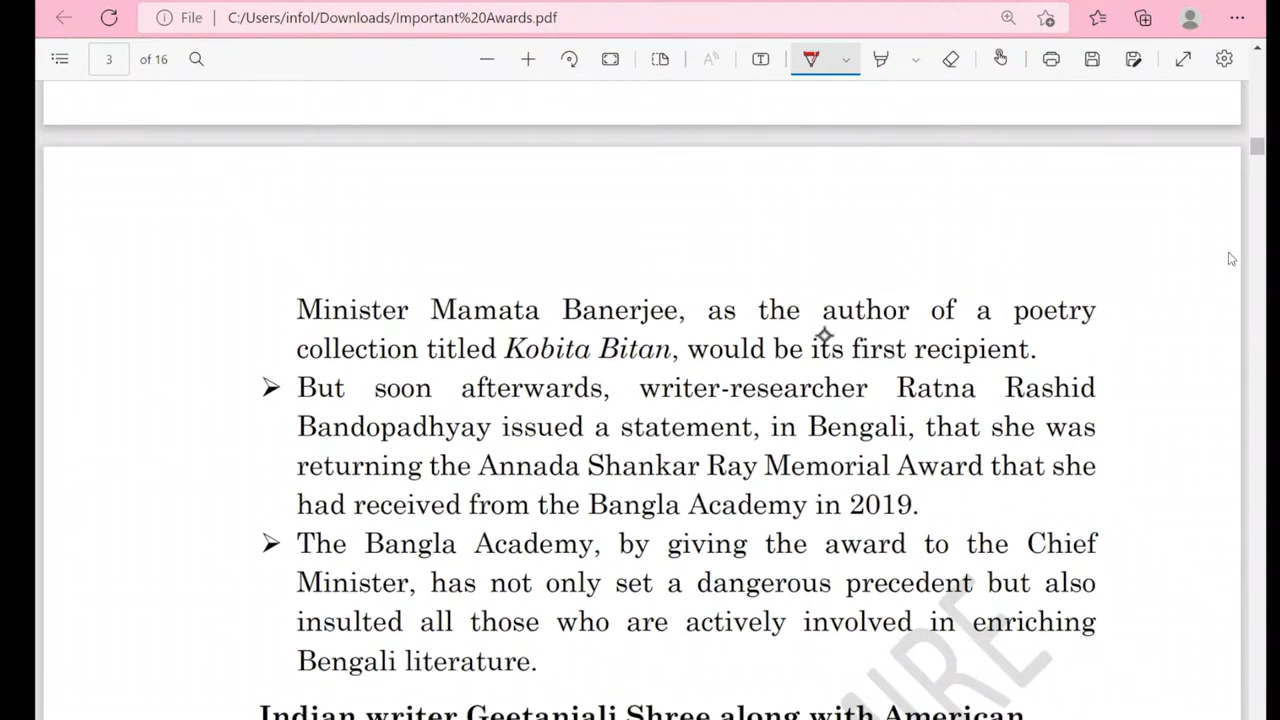 File | C:/Users/infol/Downloads/Important%20Awards.pdf
3 of 16
Minister Mamata Banerjee, as the author of a poetry
collection titled Kobita Bitan, would be its first recipient.
➢ But soon afterwards, writer-researcher Ratna Rashid
Bandopadhyay issued a statement, in Bengali, that she was
returning the Annada Shankar Ray Memorial Award that she
had received from the Bangla Academy in 2019.
➢ The Bangla Academy, by giving the award to the Chief
Minister, has not only set a dangerous precedent but also
insulted all those who are actively involved in enriching
Bengali literature.
Indian writer Geetanjali Shree along with American